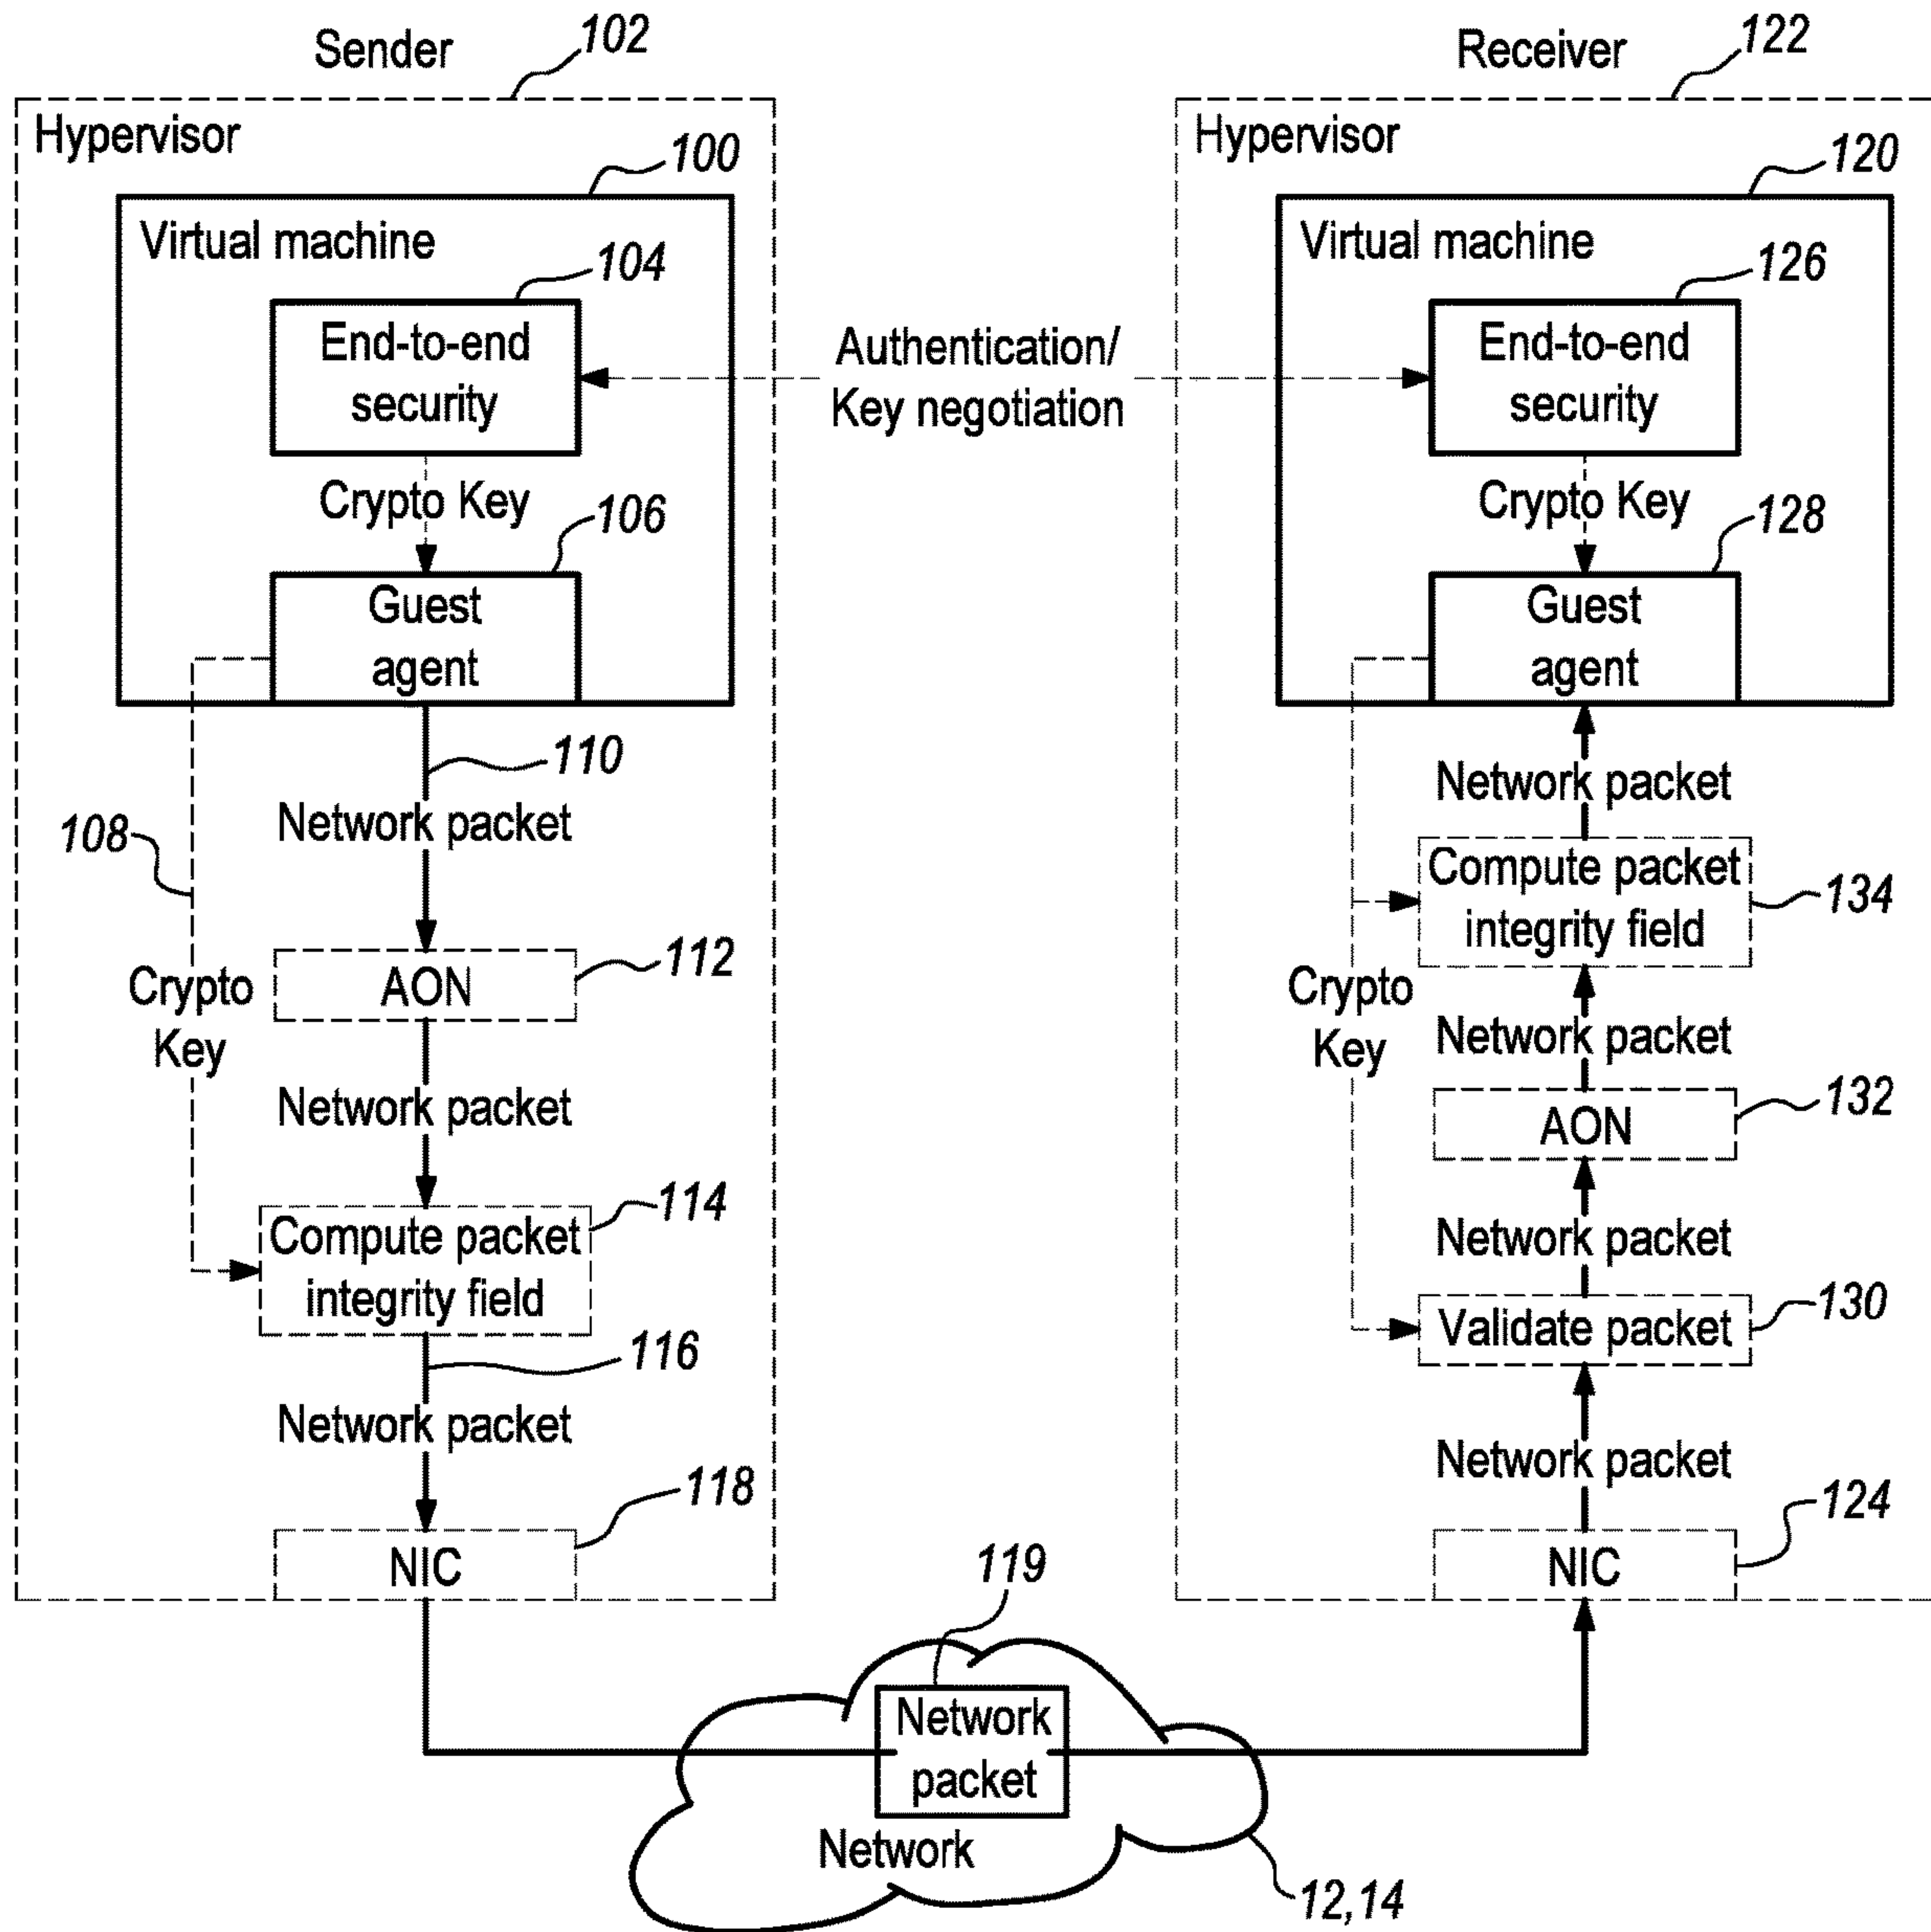 Sender
102
Hypervisor
100
Virtual machine
104
End-to-end
security
Crypto Key
106
Guest
agent
110
Network packet
108
112
AON
Crypto
Key
Network packet
114
Compute packet
integrity field
116
Network packet
118
NIC
Authentication/
Key negotiation
Receiver
122
Hypervisor
120
Virtual machine
126
End-to-end
security
Crypto Key
128
Guest
agent
Network packet
Compute packet
integrity field
134
Crypto
Key
Network packet
132
AON
Network packet
130
Validate packet
Network packet
124
NIC
119
Network
packet
Network
12,14